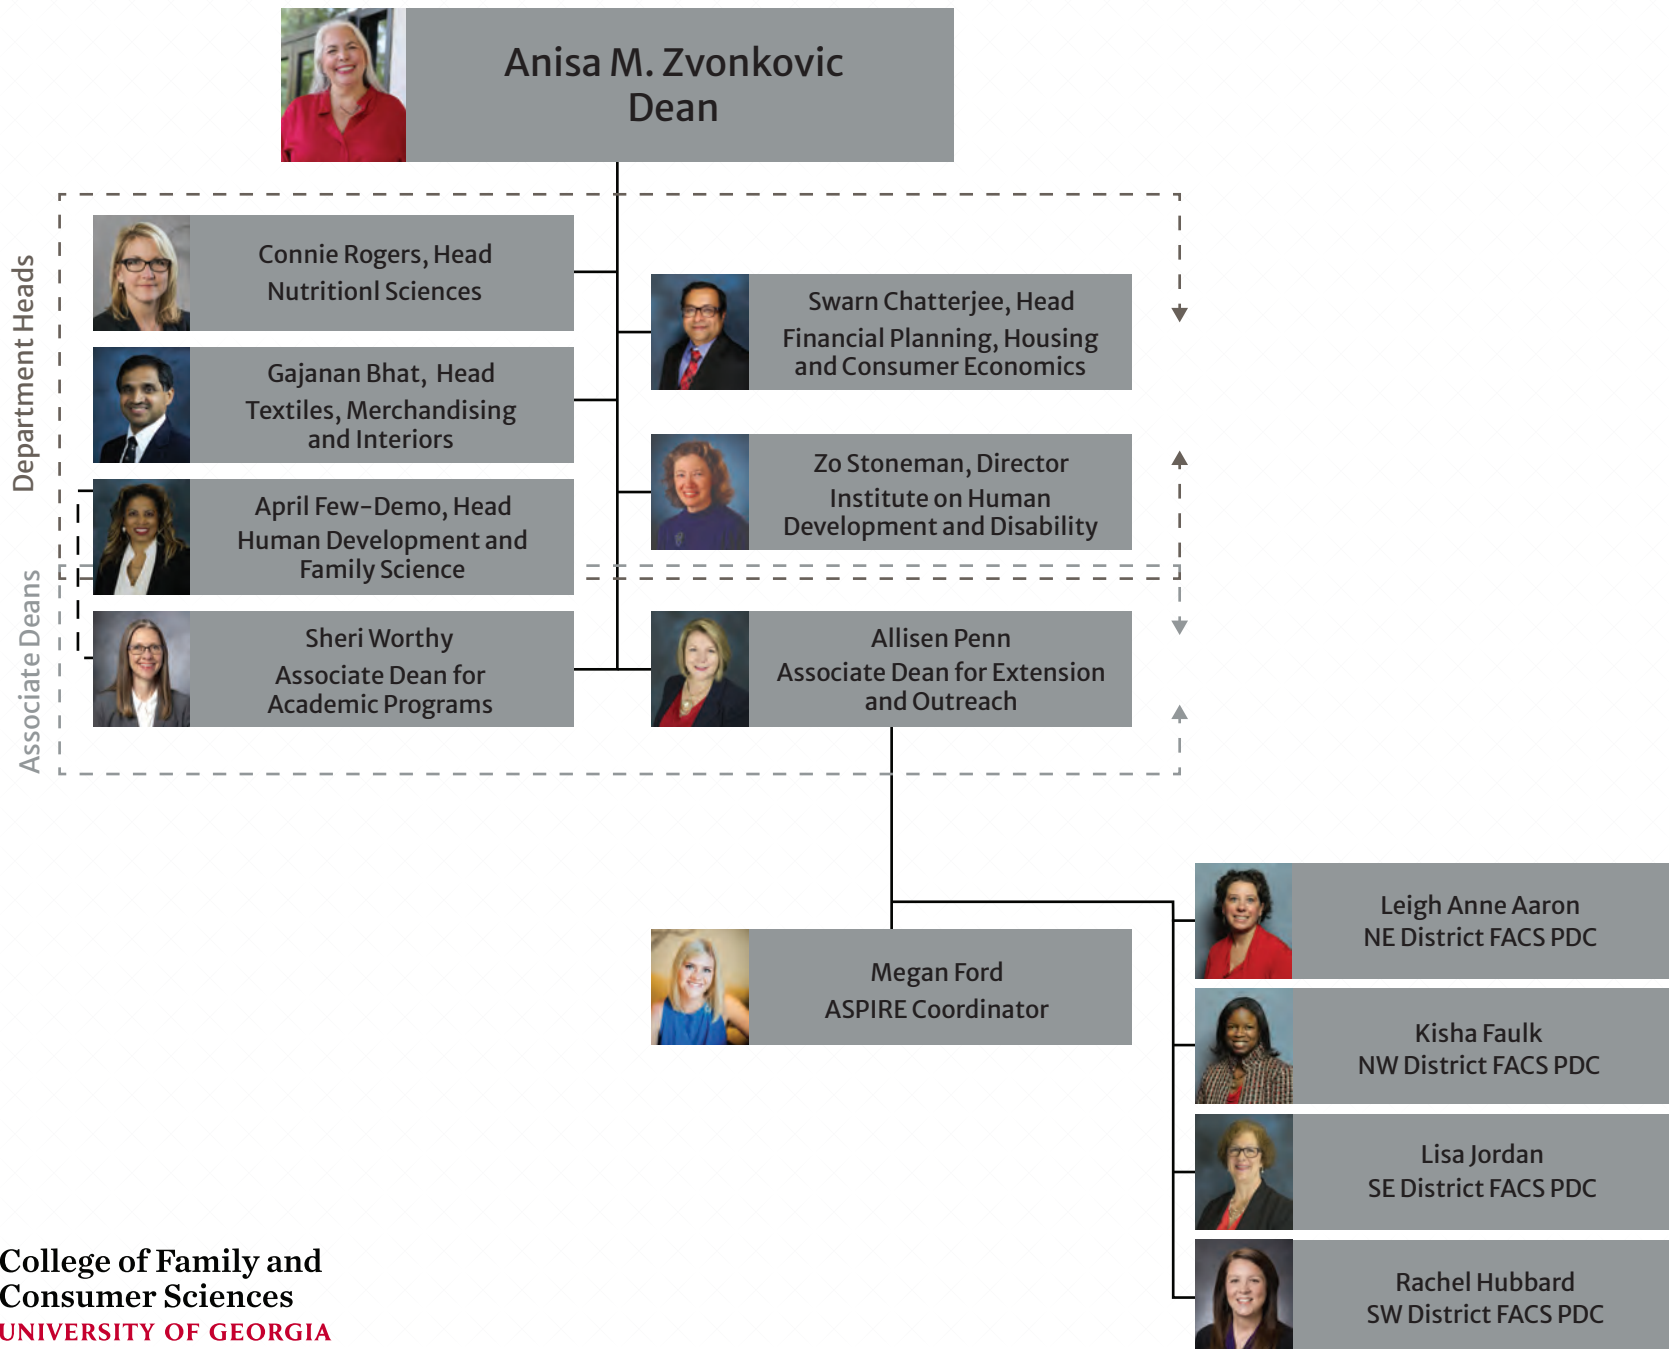 Anisa M. Zvonkovic
Dean
Department Heads
Connie Rogers, Head
Nutritionl Sciences
Swarn Chatterjee, Head
Financial Planning, Housing
and Consumer Economics
Gajanan Bhat, Head
Textiles, Merchandising
and Interiors
Zo Stoneman, Director
Institute on Human
Development and Disability
April Few-Demo, Head
Human Development and
Family Science
Associate Deans
Sheri Worthy
Associate Dean for
Academic Programs
Allisen Penn
Associate Dean for Extension
and Outreach
Megan Ford
ASPIRE Coordinator
Leigh Anne Aaron
NE District FACS PDC
Kisha Faulk
NW District FACS PDC
Lisa Jordan
SE District FACS PDC
Rachel Hubbard
SW District FACS PDC
College of Family and
Consumer Sciences
UNIVERSITY OF GEORGIA